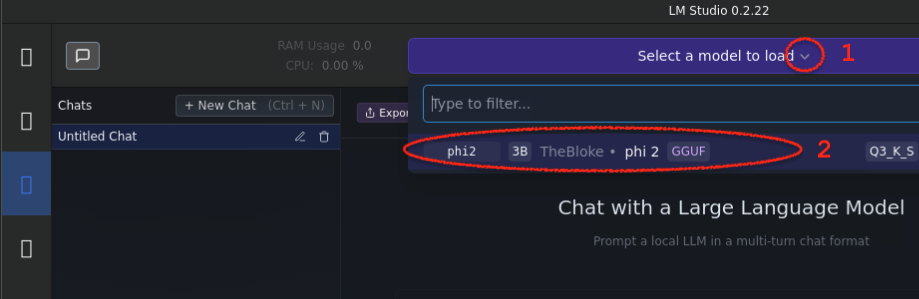 LM Studio 0.2.22
RAM Usage 0.0
CPU: 0.00 %
Select a model to load 1
Type to filter...
Chats
+ New Chat (Ctrl + N)
Expor
Untitled Chat
phi2 3B TheBloke • phi 2 GGUF 2 Q3_K_S
Chat with a Large Language Model
Prompt a local LLM in a multi-turn chat format